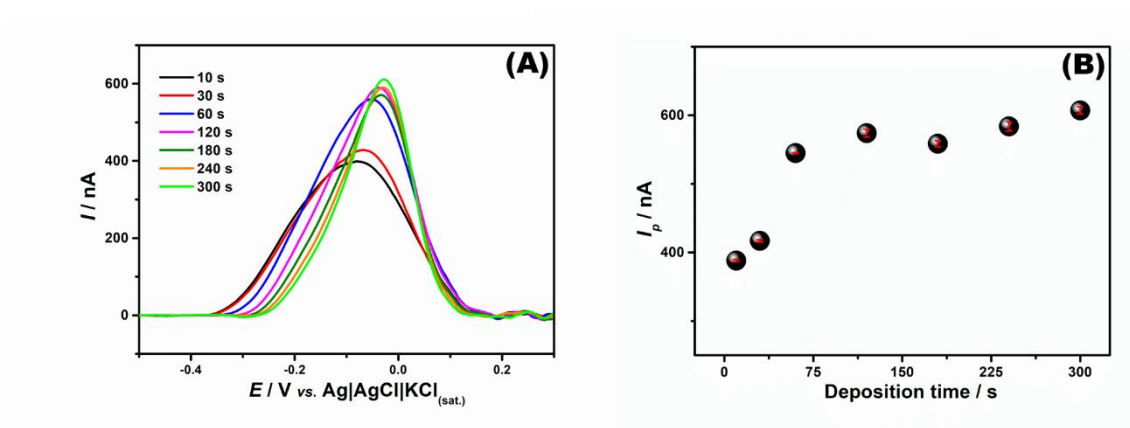 (A)
600
400
200
0
I / nA
10 s
30 s
60 s
120 s
180 s
240 s
300 s
-0.4
-0.2
0.0
0.2
E / V vs. Ag|AgCl|KCl(sat.)
(B)
600
400
Ip / nA
0
75
150
225
300
Deposition time / s